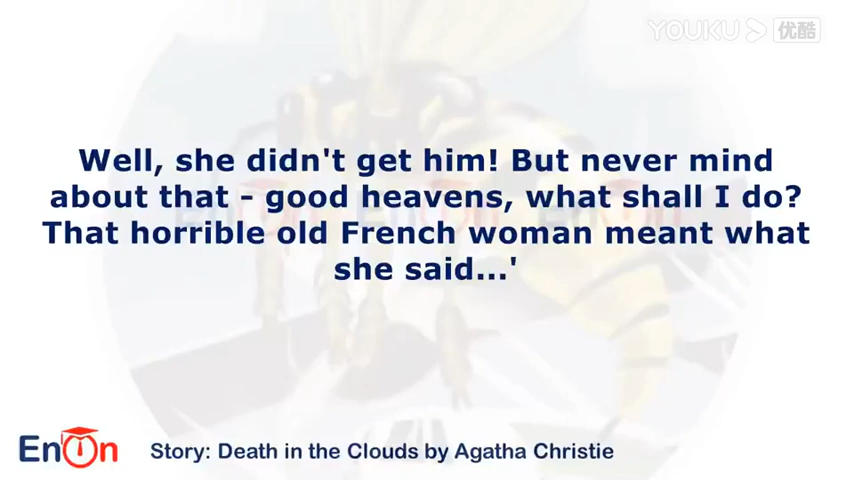 YOUKU 优酷
Well, she didn't get him! But never mind
about that - good heavens, what shall I do?
That horrible old French woman meant what
she said...'
EnOn
Story: Death in the Clouds by Agatha Christie